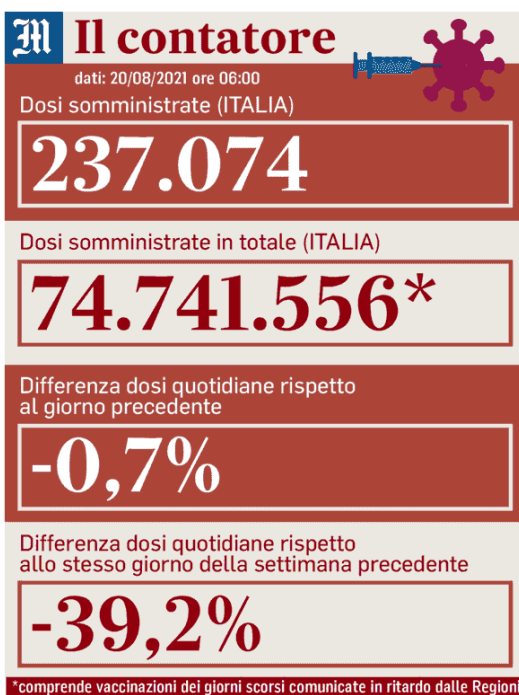 M Il contatore
dati: 20/08/2021 ore 06:00
Dosi somministrate (ITALIA)
237.074
Dosi somministrate in totale (ITALIA)
74.741.556*
Differenza dosi quotidiane rispetto
al giorno precedente
-0,7%
Differenza dosi quotidiane rispetto
allo stesso giorno della settimana precedente
-39,2%
*comprende vaccinazioni dei giorni scorsi comunicate in ritardo dalle Regioni